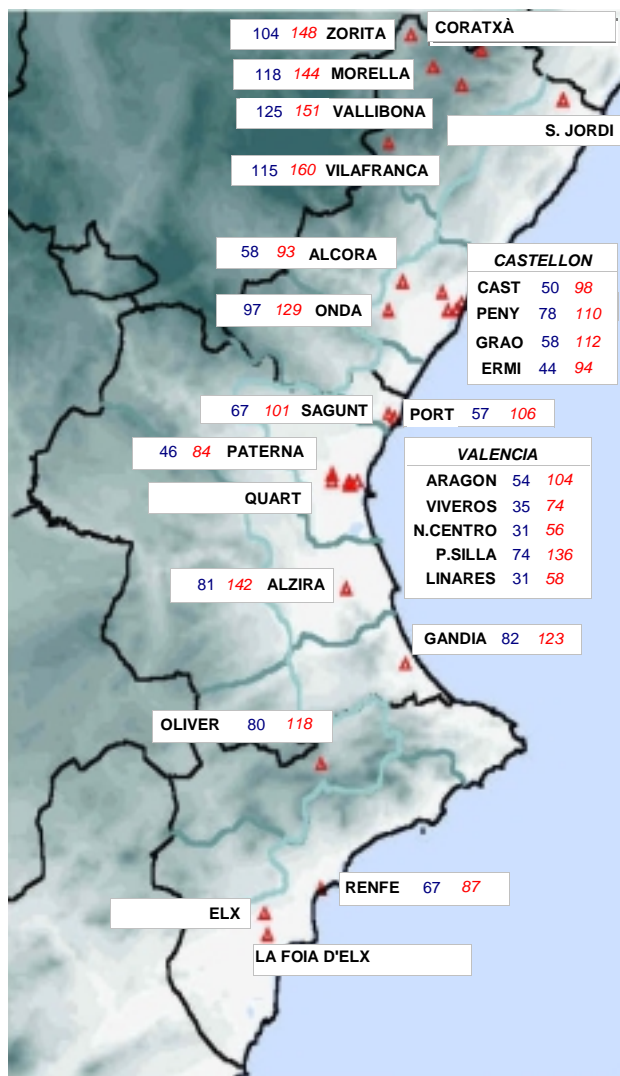 104 148 ZORITA
CORATXÀ
118 144 MORELLA
125 151 VALLIBONA
S. JORDI
115 160 VILAFRANCA
58 93 ALCORA
97 129 ONDA
CASTELLON
CAST 50 98
PENY 78 110
GRAO 58 112
ERMI 44 94
67 101 SAGUNT
PORT 57 106
46 84 PATERNA
QUART
VALENCIA
ARAGON 54 104
VIVEROS 35 74
N.CENTRO 31 56
P.SILLA 74 136
LINARES 31 58
81 142 ALZIRA
GANDIA 82 123
OLIVER 80 118
RENFE 67 87
ELX
LA FOIA D'ELX